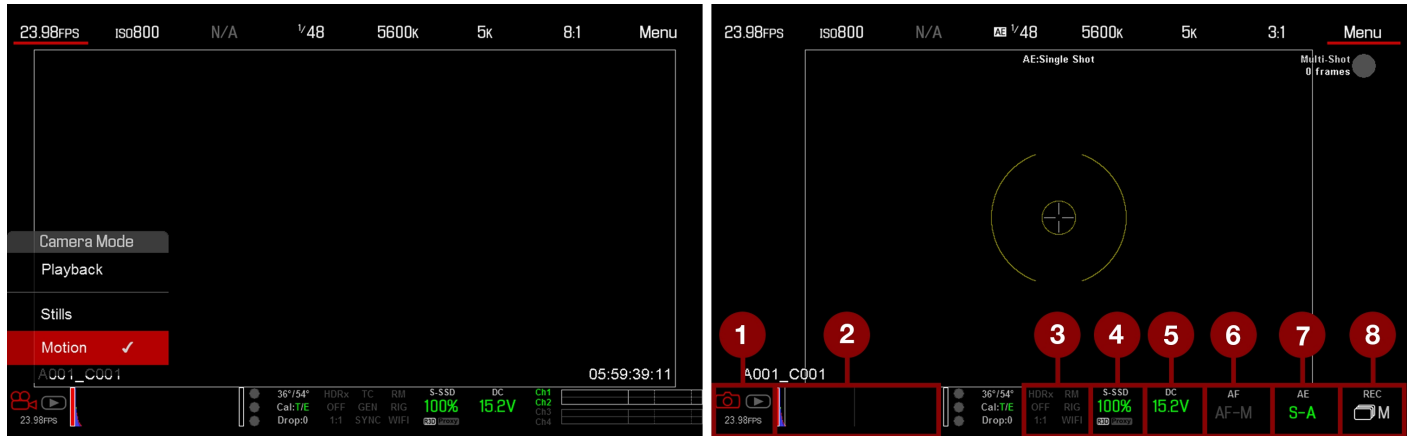 23.98FPS ISO800 N/A 1/48 5600K 5K 8:1 Menu
Camera Mode
Playback
Stills
Motion ✓
A001_C001 05:59:39:11
36°/54° HDRx TC RM S-SSD DC Ch1
Cal:T/E OFF GEN RIG 100% 15.2V Ch2
Ch3
23.98FPS Drop:0 1:1 SYNC WIFI R3D Proxy Ch4
23.98FPS ISO800 N/A AE 1/48 5600K 5K 3:1 Menu
AE:Single Shot Multi-Shot
0 frames
1 2 3 4 5 6 7 8
A001_C001
36°/54° HDRx RM S-SSD DC AF AE REC
Cal:T/E OFF RIG 100% 15.2V AF-M S-A M
23.98FPS Drop:0 1:1 WIFI R3D Proxy